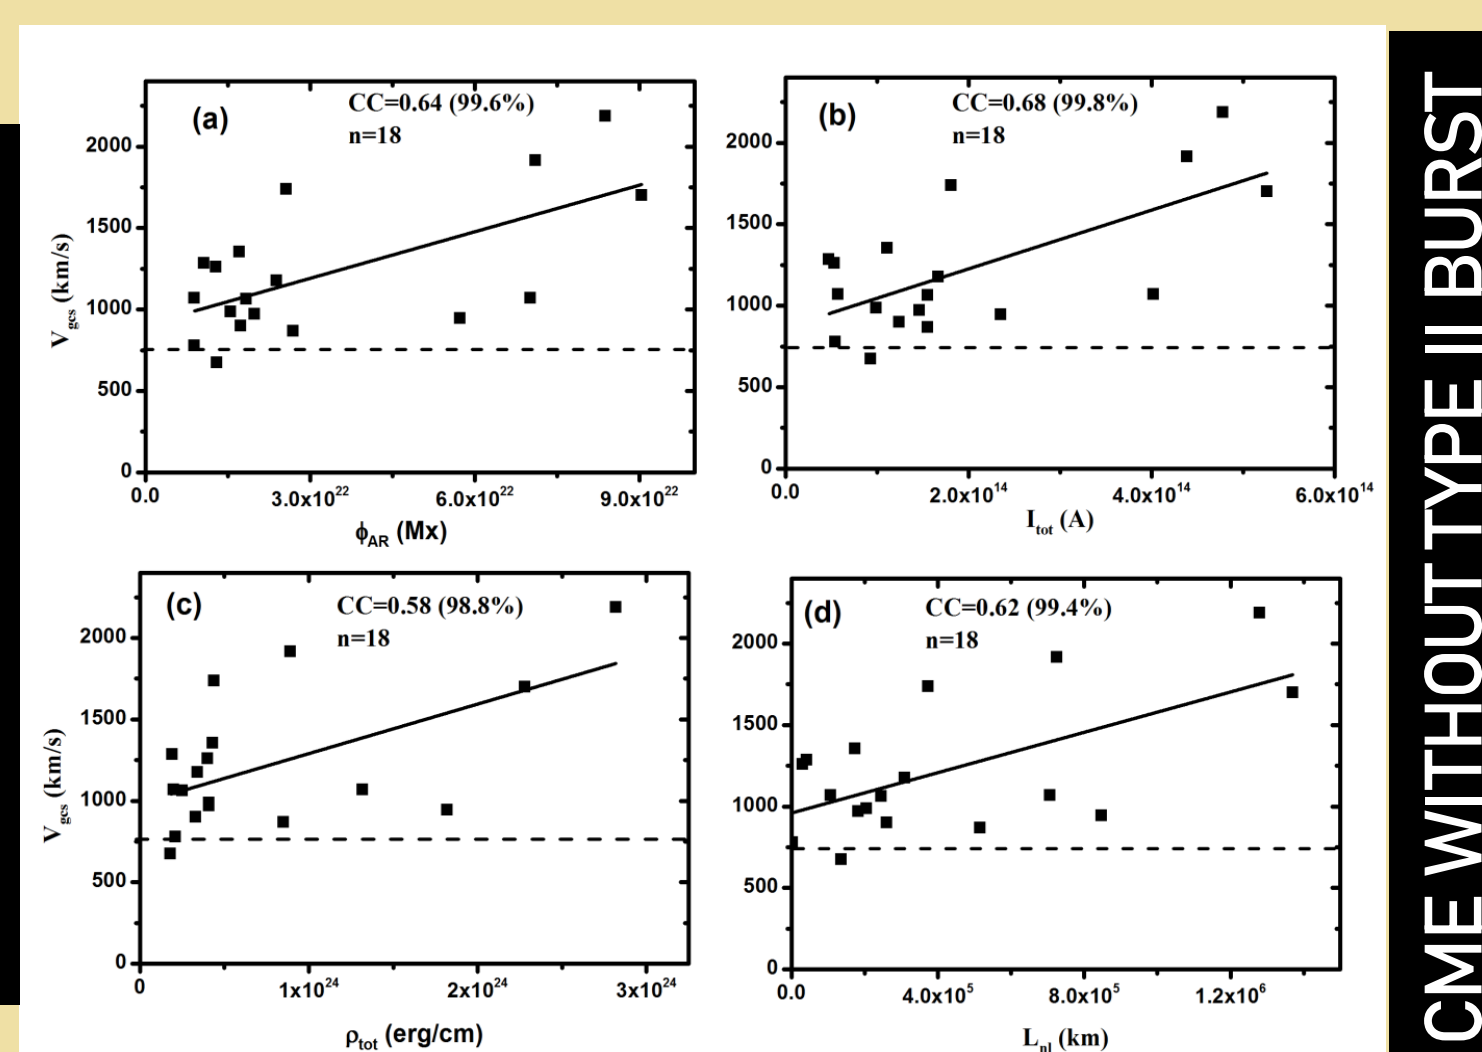 (a)
CC=0.64 (99.6%)
n=18
2000
1500
1000
500
0
V_gcs (km/s)
0.0 3.0x10^22 6.0x10^22 9.0x10^22
ϕ_AR (Mx)
(b)
CC=0.68 (99.8%)
n=18
2000
1500
1000
500
0
0.0 2.0x10^14 4.0x10^14 6.0x10^14
I_tot (A)
(c)
CC=0.58 (98.8%)
n=18
2000
1500
1000
500
0
V_gcs (km/s)
0 1x10^24 2x10^24 3x10^24
ρ_tot (erg/cm)
(d)
CC=0.62 (99.4%)
n=18
2000
1500
1000
500
0
0.0 4.0x10^5 8.0x10^5 1.2x10^6
L_nl (km)
CME WITHOUT TYPE II BURST